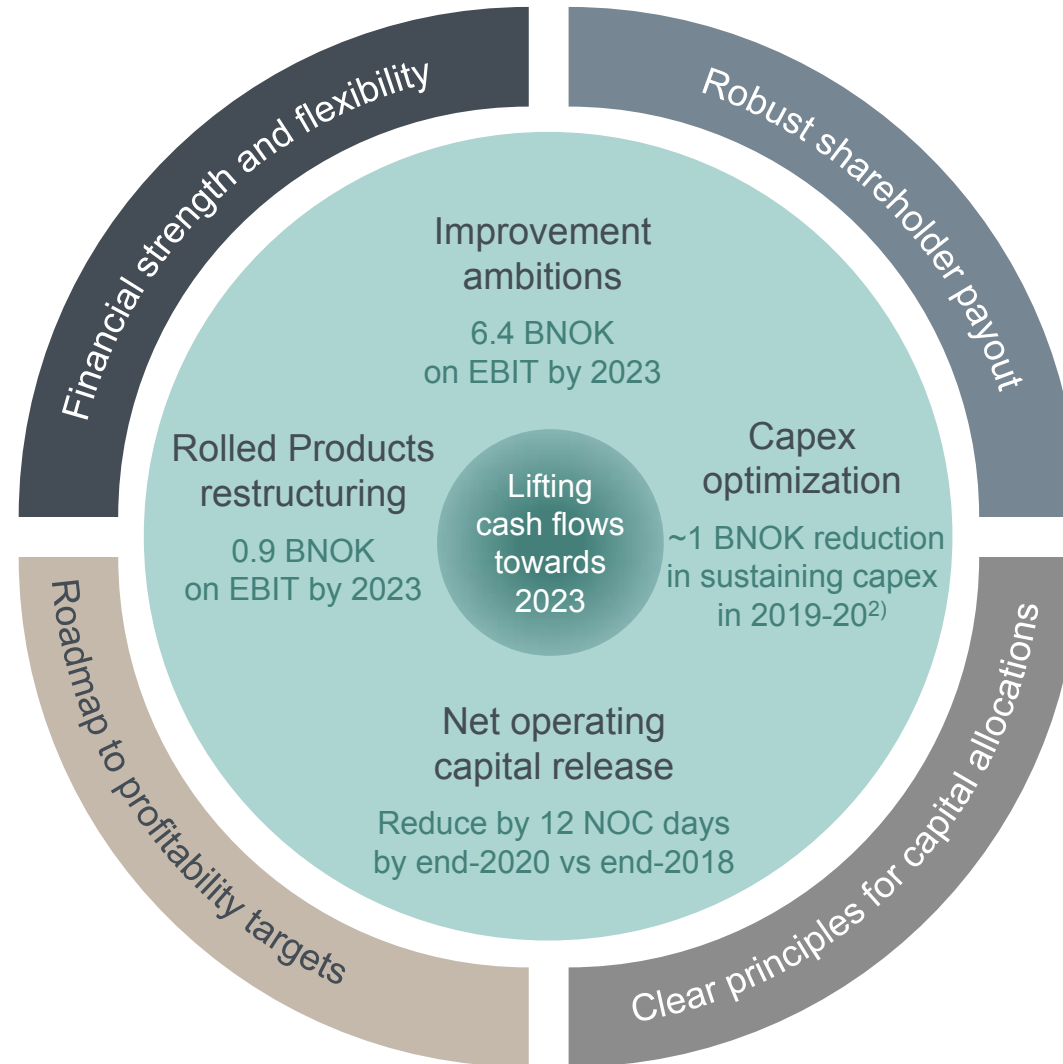 Financial strength and flexibility
Robust shareholder payout
Improvement
ambitions
6.4 BNOK
on EBIT by 2023
Rolled Products
restructuring
0.9 BNOK
on EBIT by 2023
Lifting
cash flows
towards
2023
Capex
optimization
~1 BNOK reduction
in sustaining capex
in 2019-20²⁾
Net operating
capital release
Reduce by 12 NOC days
by end-2020 vs end-2018
Roadmap to profitability targets
Clear principles for capital allocations